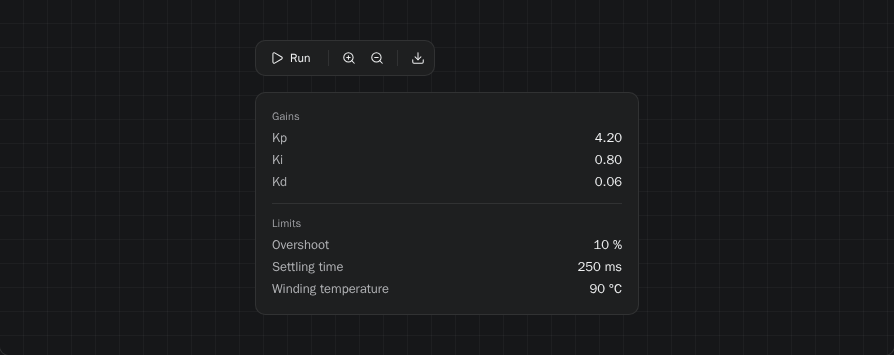 Run
Gains
Kp 4.20
Ki 0.80
Kd 0.06
Limits
Overshoot 10 %
Settling time 250 ms
Winding temperature 90 °C